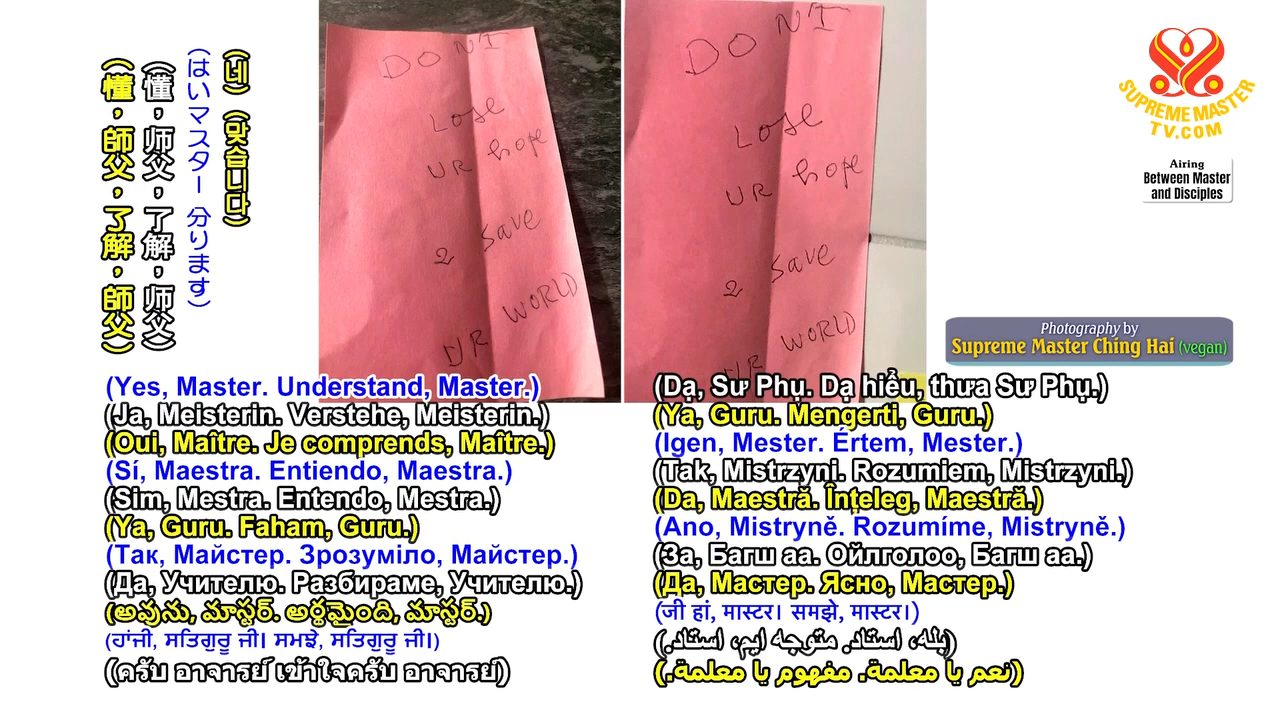 (네) (맞습니다)
(はいマスター 分ります)
(懂，师父，了解，师父)
(懂，師父，了解，師父)
DONT
Lose
UR hope
2 save
UR WORLD
DONT
Lose
UR hope
2 save
UR WORLD
SUPREME MASTER
TV.COM
Airing
Between Master
and Disciples
Photography by
Supreme Master Ching Hai (vegan)
(Yes, Master. Understand, Master.)
(Ja, Meisterin. Verstehe, Meisterin.)
(Oui, Maître. Je comprends, Maître.)
(Sí, Maestra. Entiendo, Maestra.)
(Sim, Mestra. Entendo, Mestra.)
(Ya, Guru. Faham, Guru.)
(Так, Майстер. Зрозуміло, Майстер.)
(Да, Учителю. Разбираме, Учителю.)
(అవును, మాస్టర్. అర్థమైంది, మాస్టర్.)
(ਹਾਂਜੀ, ਸਤਿਗੁਰੂ ਜੀ। ਸਮਝੇ, ਸਤਿਗੁਰੂ ਜੀ।)
(ครับ อาจารย์ เข้าใจครับ อาจารย์)
(Dạ, Sư Phụ. Dạ hiểu, thưa Sư Phụ.)
(Ya, Guru. Mengerti, Guru.)
(Igen, Mester. Értem, Mester.)
(Tak, Mistrzyni. Rozumiem, Mistrzyni.)
(Da, Maestră. Înțeleg, Maestră.)
(Ano, Mistryně. Rozumíme, Mistryně.)
(За, Багш аа. Ойлголоо, Багш аа.)
(Да, Мастер. Ясно, Мастер.)
(जी हां, मास्टर। समझे, मास्टर।)
(بله، استاد. متوجه ایم، استاد.)
(نعم يا معلمة. مفهوم يا معلمة.)